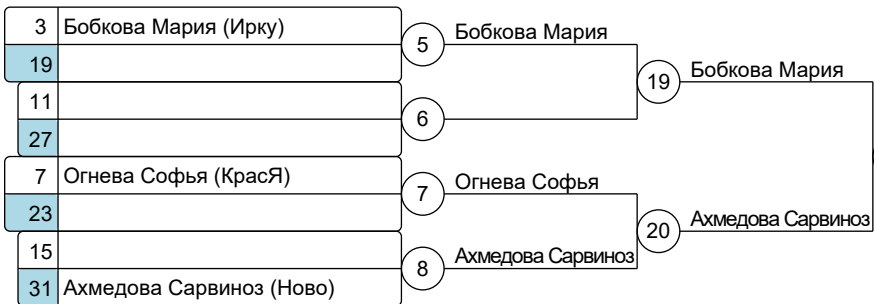 3 Бобкова Мария (Ирку)
5 Бобкова Мария
19
19 Бобкова Мария
11
6
27
7 Огнева Софья (КрасЯ)
7 Огнева Софья
23
20 Ахмедова Сарвиноз
15
8 Ахмедова Сарвиноз
31 Ахмедова Сарвиноз (Ново)